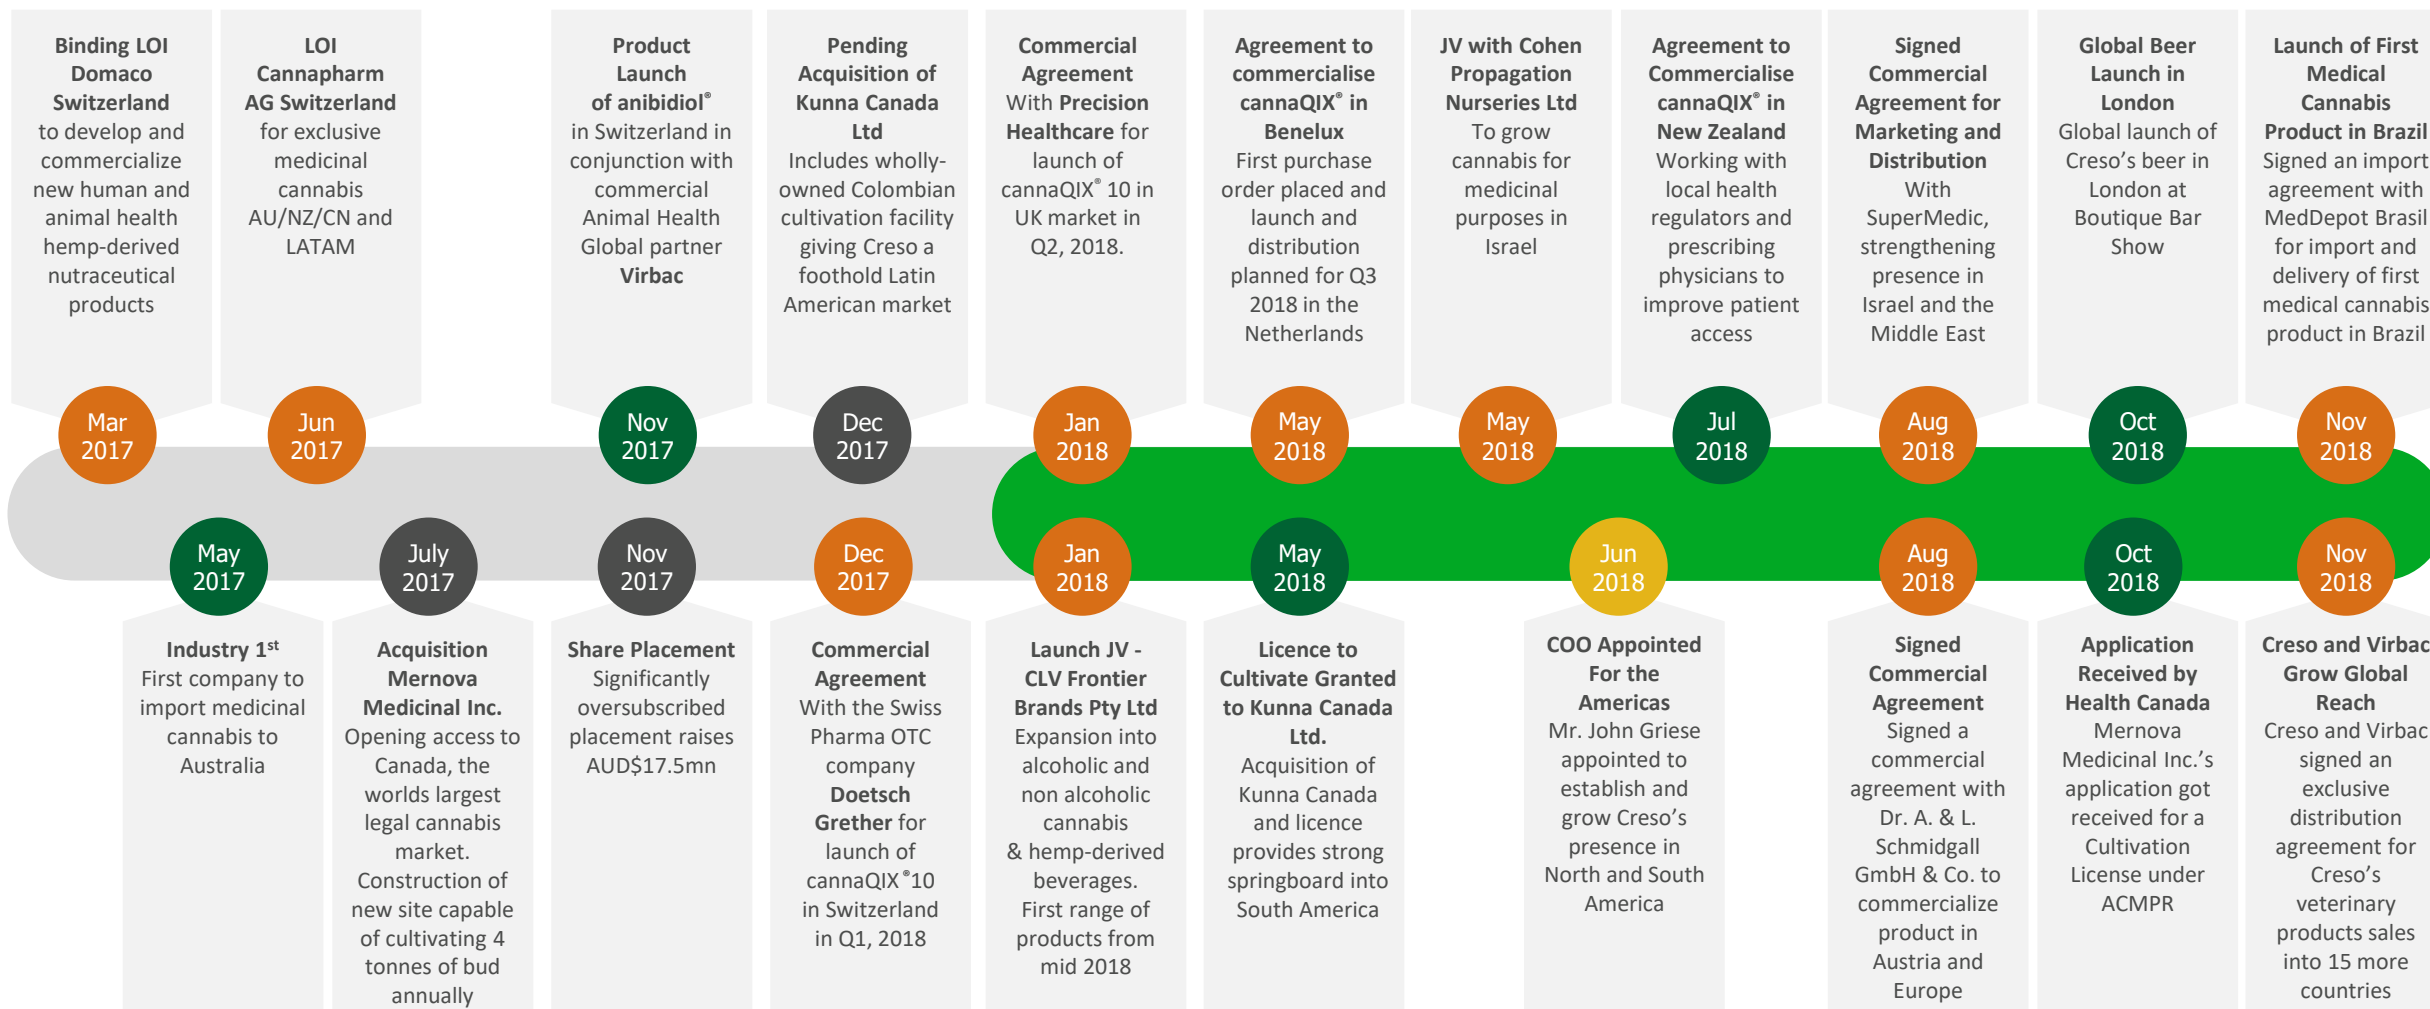 Binding LOI
Domaco
Switzerland
to develop and
commercialize
new human and
animal health
hemp-derived
nutraceutical
products
LOI
Cannapharm
AG Switzerland
for exclusive
medicinal
cannabis
AU/NZ/CN and
LATAM
Product
Launch
of anibidiol®
in Switzerland in
conjunction with
commercial
Animal Health
Global partner
Virbac
Pending
Acquisition of
Kunna Canada
Ltd
Includes wholly-
owned Colombian
cultivation facility
giving Creso a
foothold Latin
American market
Commercial
Agreement
With Precision
Healthcare for
launch of
cannaQIX® 10 in
UK market in
Q2, 2018.
Agreement to
commercialise
cannaQIX® in
Benelux
First purchase
order placed and
launch and
distribution
planned for Q3
2018 in the
Netherlands
JV with Cohen
Propagation
Nurseries Ltd
To grow
cannabis for
medicinal
purposes in
Israel
Agreement to
Commercialise
cannaQIX® in
New Zealand
Working with
local health
regulators and
prescribing
physicians to
improve patient
access
Signed
Commercial
Agreement for
Marketing and
Distribution
With
SuperMedic,
strengthening
presence in
Israel and the
Middle East
Global Beer
Launch in
London
Global launch of
Creso’s beer in
London at
Boutique Bar
Show
Launch of First
Medical
Cannabis
Product in Brazil
Signed an import
agreement with
MedDepot Brasil
for import and
delivery of first
medical cannabis
product in Brazil
Mar
2017
Jun
2017
Nov
2017
Dec
2017
Jan
2018
May
2018
May
2018
Jul
2018
Aug
2018
Oct
2018
Nov
2018
May
2017
July
2017
Nov
2017
Dec
2017
Jan
2018
May
2018
Jun
2018
Aug
2018
Oct
2018
Nov
2018
Industry 1st
First company to
import medicinal
cannabis to
Australia
Acquisition
Mernova
Medicinal Inc.
Opening access to
Canada, the
worlds largest
legal cannabis
market.
Construction of
new site capable
of cultivating 4
tonnes of bud
annually
Share Placement
Significantly
oversubscribed
placement raises
AUD$17.5mn
Commercial
Agreement
With the Swiss
Pharma OTC
company
Doetsch
Grether for
launch of
cannaQIX®10
in Switzerland
in Q1, 2018
Launch JV -
CLV Frontier
Brands Pty Ltd
Expansion into
alcoholic and
non alcoholic
cannabis
& hemp-derived
beverages.
First range of
products from
mid 2018
Licence to
Cultivate Granted
to Kunna Canada
Ltd.
Acquisition of
Kunna Canada
and licence
provides strong
springboard into
South America
COO Appointed
For the
Americas
Mr. John Griese
appointed to
establish and
grow Creso’s
presence in
North and South
America
Signed
Commercial
Agreement
Signed a
commercial
agreement with
Dr. A. & L.
Schmidgall
GmbH & Co. to
commercialize
product in
Austria and
Europe
Application
Received by
Health Canada
Mernova
Medicinal Inc.’s
application got
received for a
Cultivation
License under
ACMPR
Creso and Virbac
Grow Global
Reach
Creso and Virbac
signed an
exclusive
distribution
agreement for
Creso’s
veterinary
products sales
into 15 more
countries